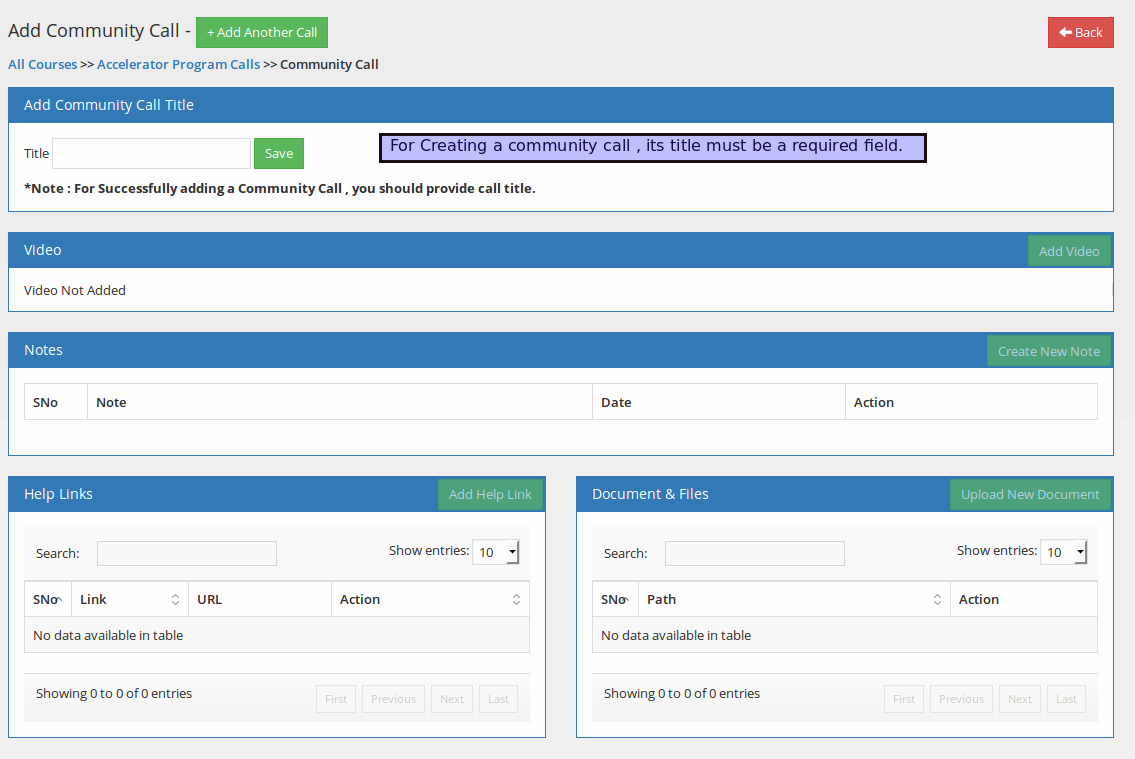 Add Community Call - + Add Another Call Back
All Courses >> Accelerator Program Calls >> Community Call
Add Community Call Title
Title Save For Creating a community call , its title must be a required field.
*Note : For Successfully adding a Community Call , you should provide call title.
Video Add Video
Video Not Added
Notes Create New Note
SNo Note Date Action
Help Links Add Help Link
Search: Show entries: 10
SNo Link URL Action
No data available in table
Showing 0 to 0 of 0 entries First Previous Next Last
Document & Files Upload New Document
Search: Show entries: 10
SNo Path Action
No data available in table
Showing 0 to 0 of 0 entries First Previous Next Last